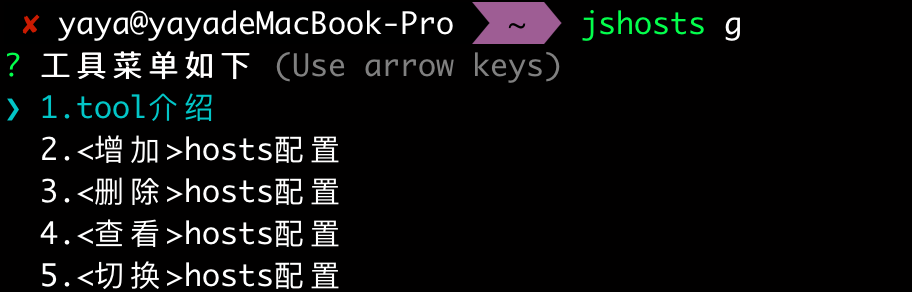 ✘ yaya@yayadeMacBook-Pro ~ jshosts g
? 工具菜单如下 (Use arrow keys)
❯ 1.tool介绍
2.<增加>hosts配置
3.<删除>hosts配置
4.<查看>hosts配置
5.<切换>hosts配置